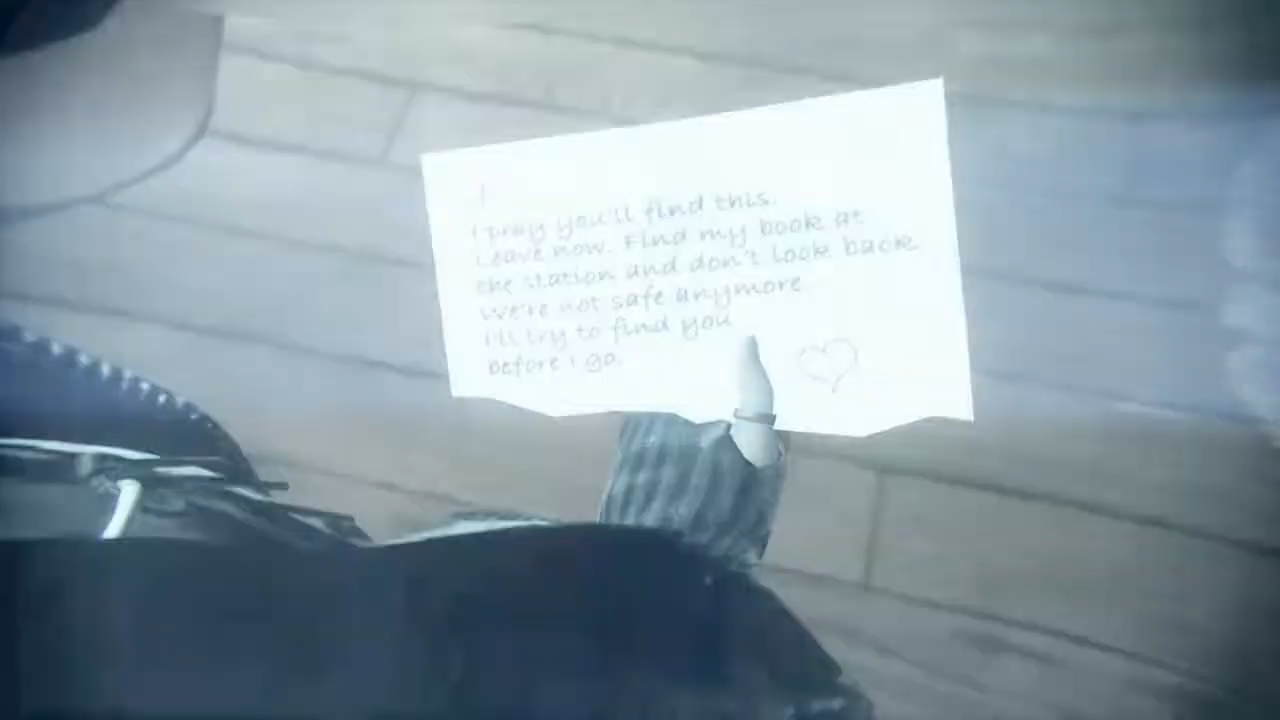 I pray you'll find this.
Leave now. Find my book at
the station and don't look back
We're not safe anymore
I'll try to find you
before I go.